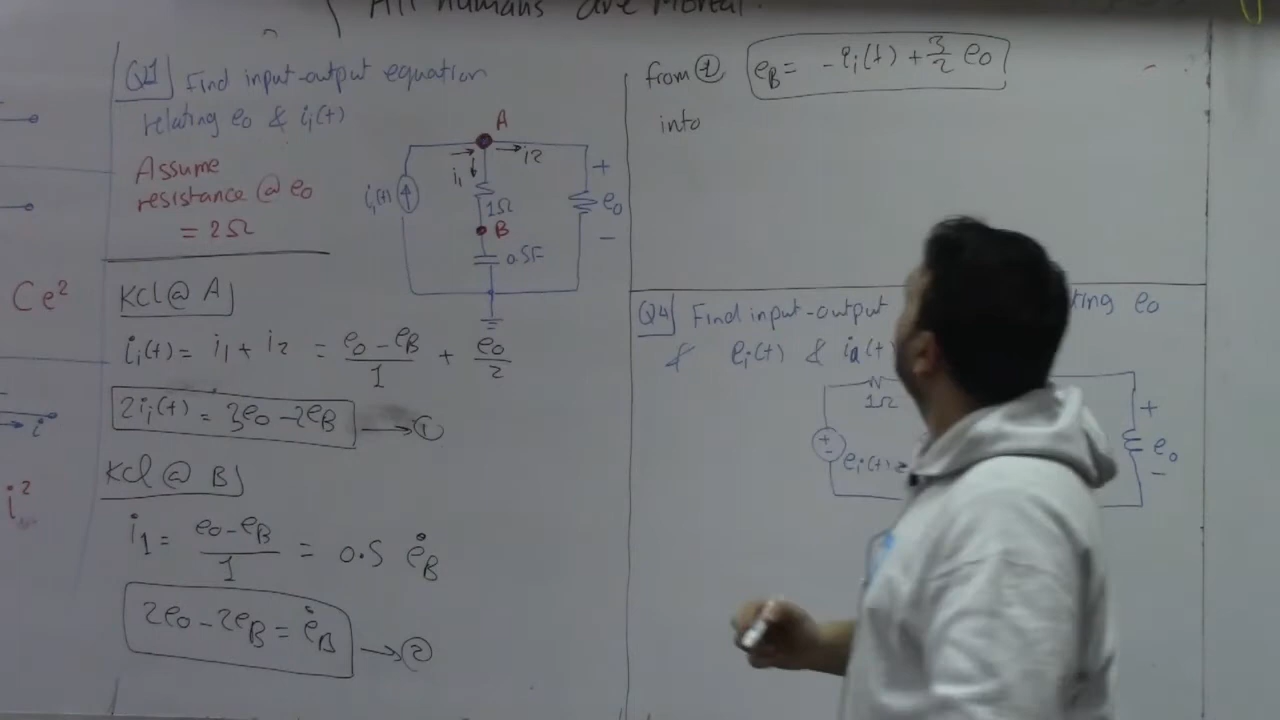 All humans are Mortal.
Q1 Find input-output equation
relating eo & ii(t)
Assume
resistance @ eo
= 2Ω
A
i1
i2
ii(t)
1Ω
B
0.5F
+
eo
−
KCL @ A
ii(t) = i1 + i2 = (eo − eB)/1 + eo/2
2ii(t) = 3eo − 2eB → ①
KCL @ B
i1 = (eo − eB)/1 = 0.5 ėB
2eo − 2eB = ėB → ②
Ce²
i
i²
from ① eB = −ei(t) + 3/2 eo
into
Q4 Find input-output
ting eo
& ei(t) & ia(t)
1Ω
+
−
ei(t)
+
eo
−